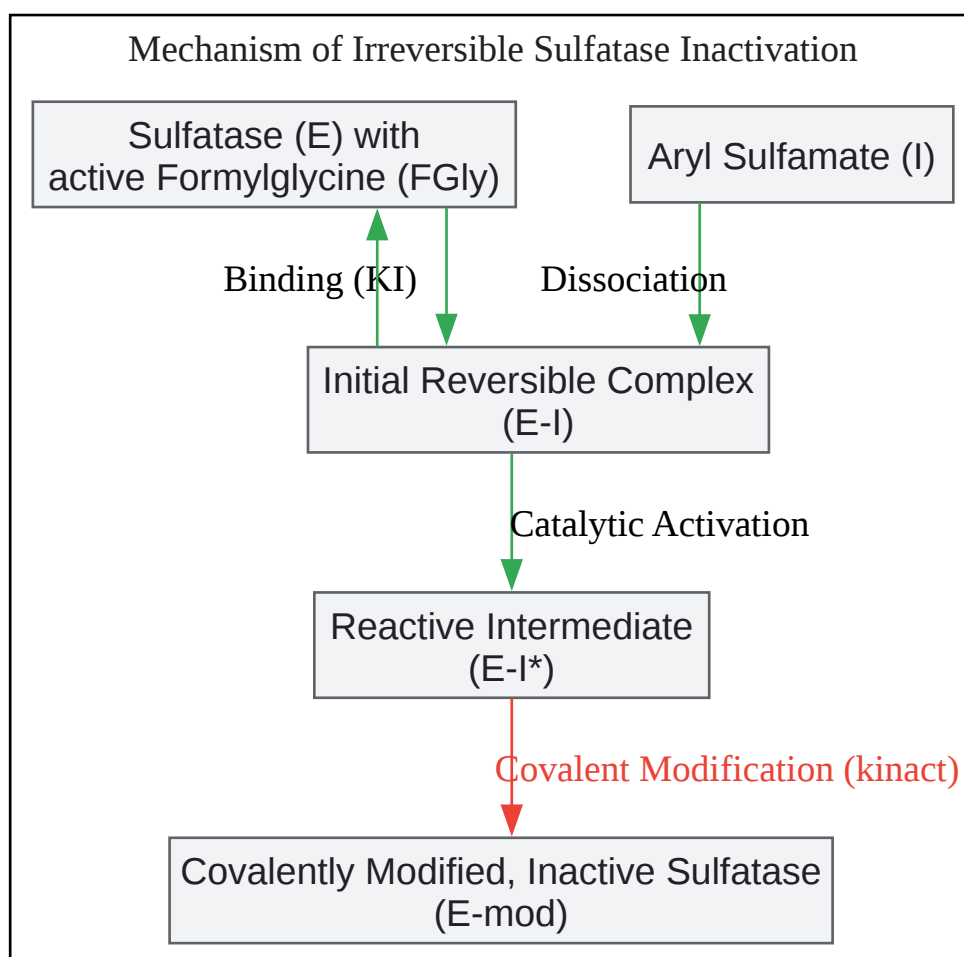 Mechanism of Irreversible Sulfatase Inactivation
Sulfatase (E) with
active Formylglycine (FGly)
Aryl Sulfamate (I)
Binding (KI)
Dissociation
Initial Reversible Complex
(E-I)
Catalytic Activation
Reactive Intermediate
(E-I*)
Covalent Modification (kinact)
Covalently Modified, Inactive Sulfatase
(E-mod)